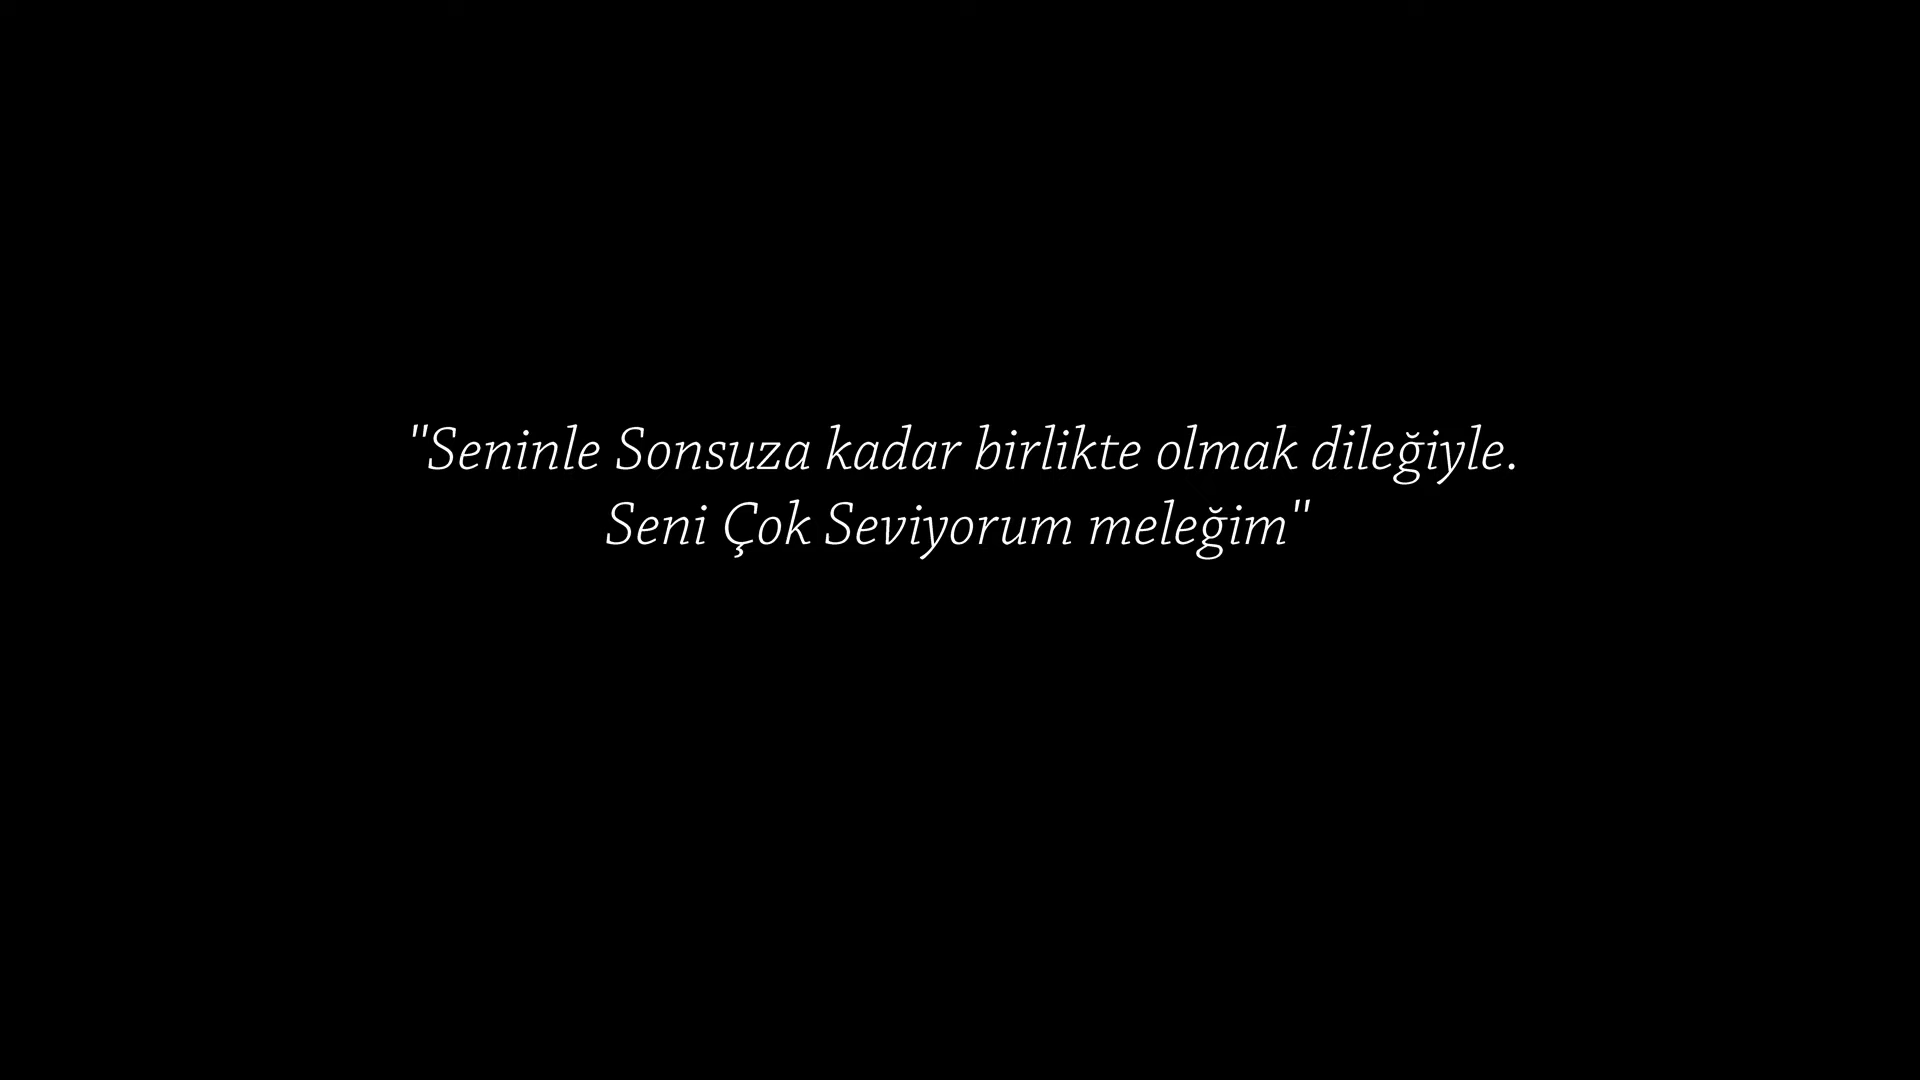 "Seninle Sonsuza kadar birlikte olmak dileğiyle.
Seni Çok Seviyorum meleğim"